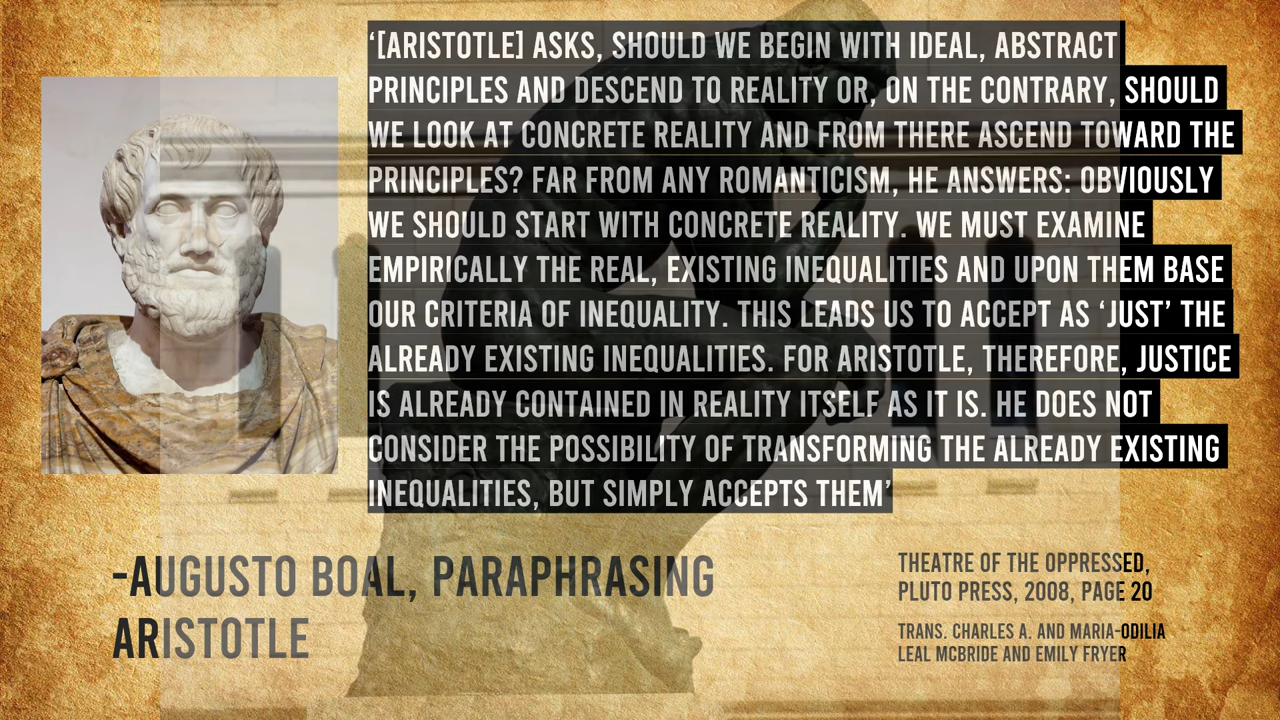 ‘[ARISTOTLE] ASKS, SHOULD WE BEGIN WITH IDEAL, ABSTRACT
PRINCIPLES AND DESCEND TO REALITY OR, ON THE CONTRARY, SHOULD
WE LOOK AT CONCRETE REALITY AND FROM THERE ASCEND TOWARD THE
PRINCIPLES? FAR FROM ANY ROMANTICISM, HE ANSWERS: OBVIOUSLY
WE SHOULD START WITH CONCRETE REALITY. WE MUST EXAMINE
EMPIRICALLY THE REAL, EXISTING INEQUALITIES AND UPON THEM BASE
OUR CRITERIA OF INEQUALITY. THIS LEADS US TO ACCEPT AS ‘JUST’ THE
ALREADY EXISTING INEQUALITIES. FOR ARISTOTLE, THEREFORE, JUSTICE
IS ALREADY CONTAINED IN REALITY ITSELF AS IT IS. HE DOES NOT
CONSIDER THE POSSIBILITY OF TRANSFORMING THE ALREADY EXISTING
INEQUALITIES, BUT SIMPLY ACCEPTS THEM’
-AUGUSTO BOAL, PARAPHRASING
ARISTOTLE
THEATRE OF THE OPPRESSED,
PLUTO PRESS, 2008, PAGE 20
TRANS. CHARLES A. AND MARIA-ODILIA
LEAL MCBRIDE AND EMILY FRYER